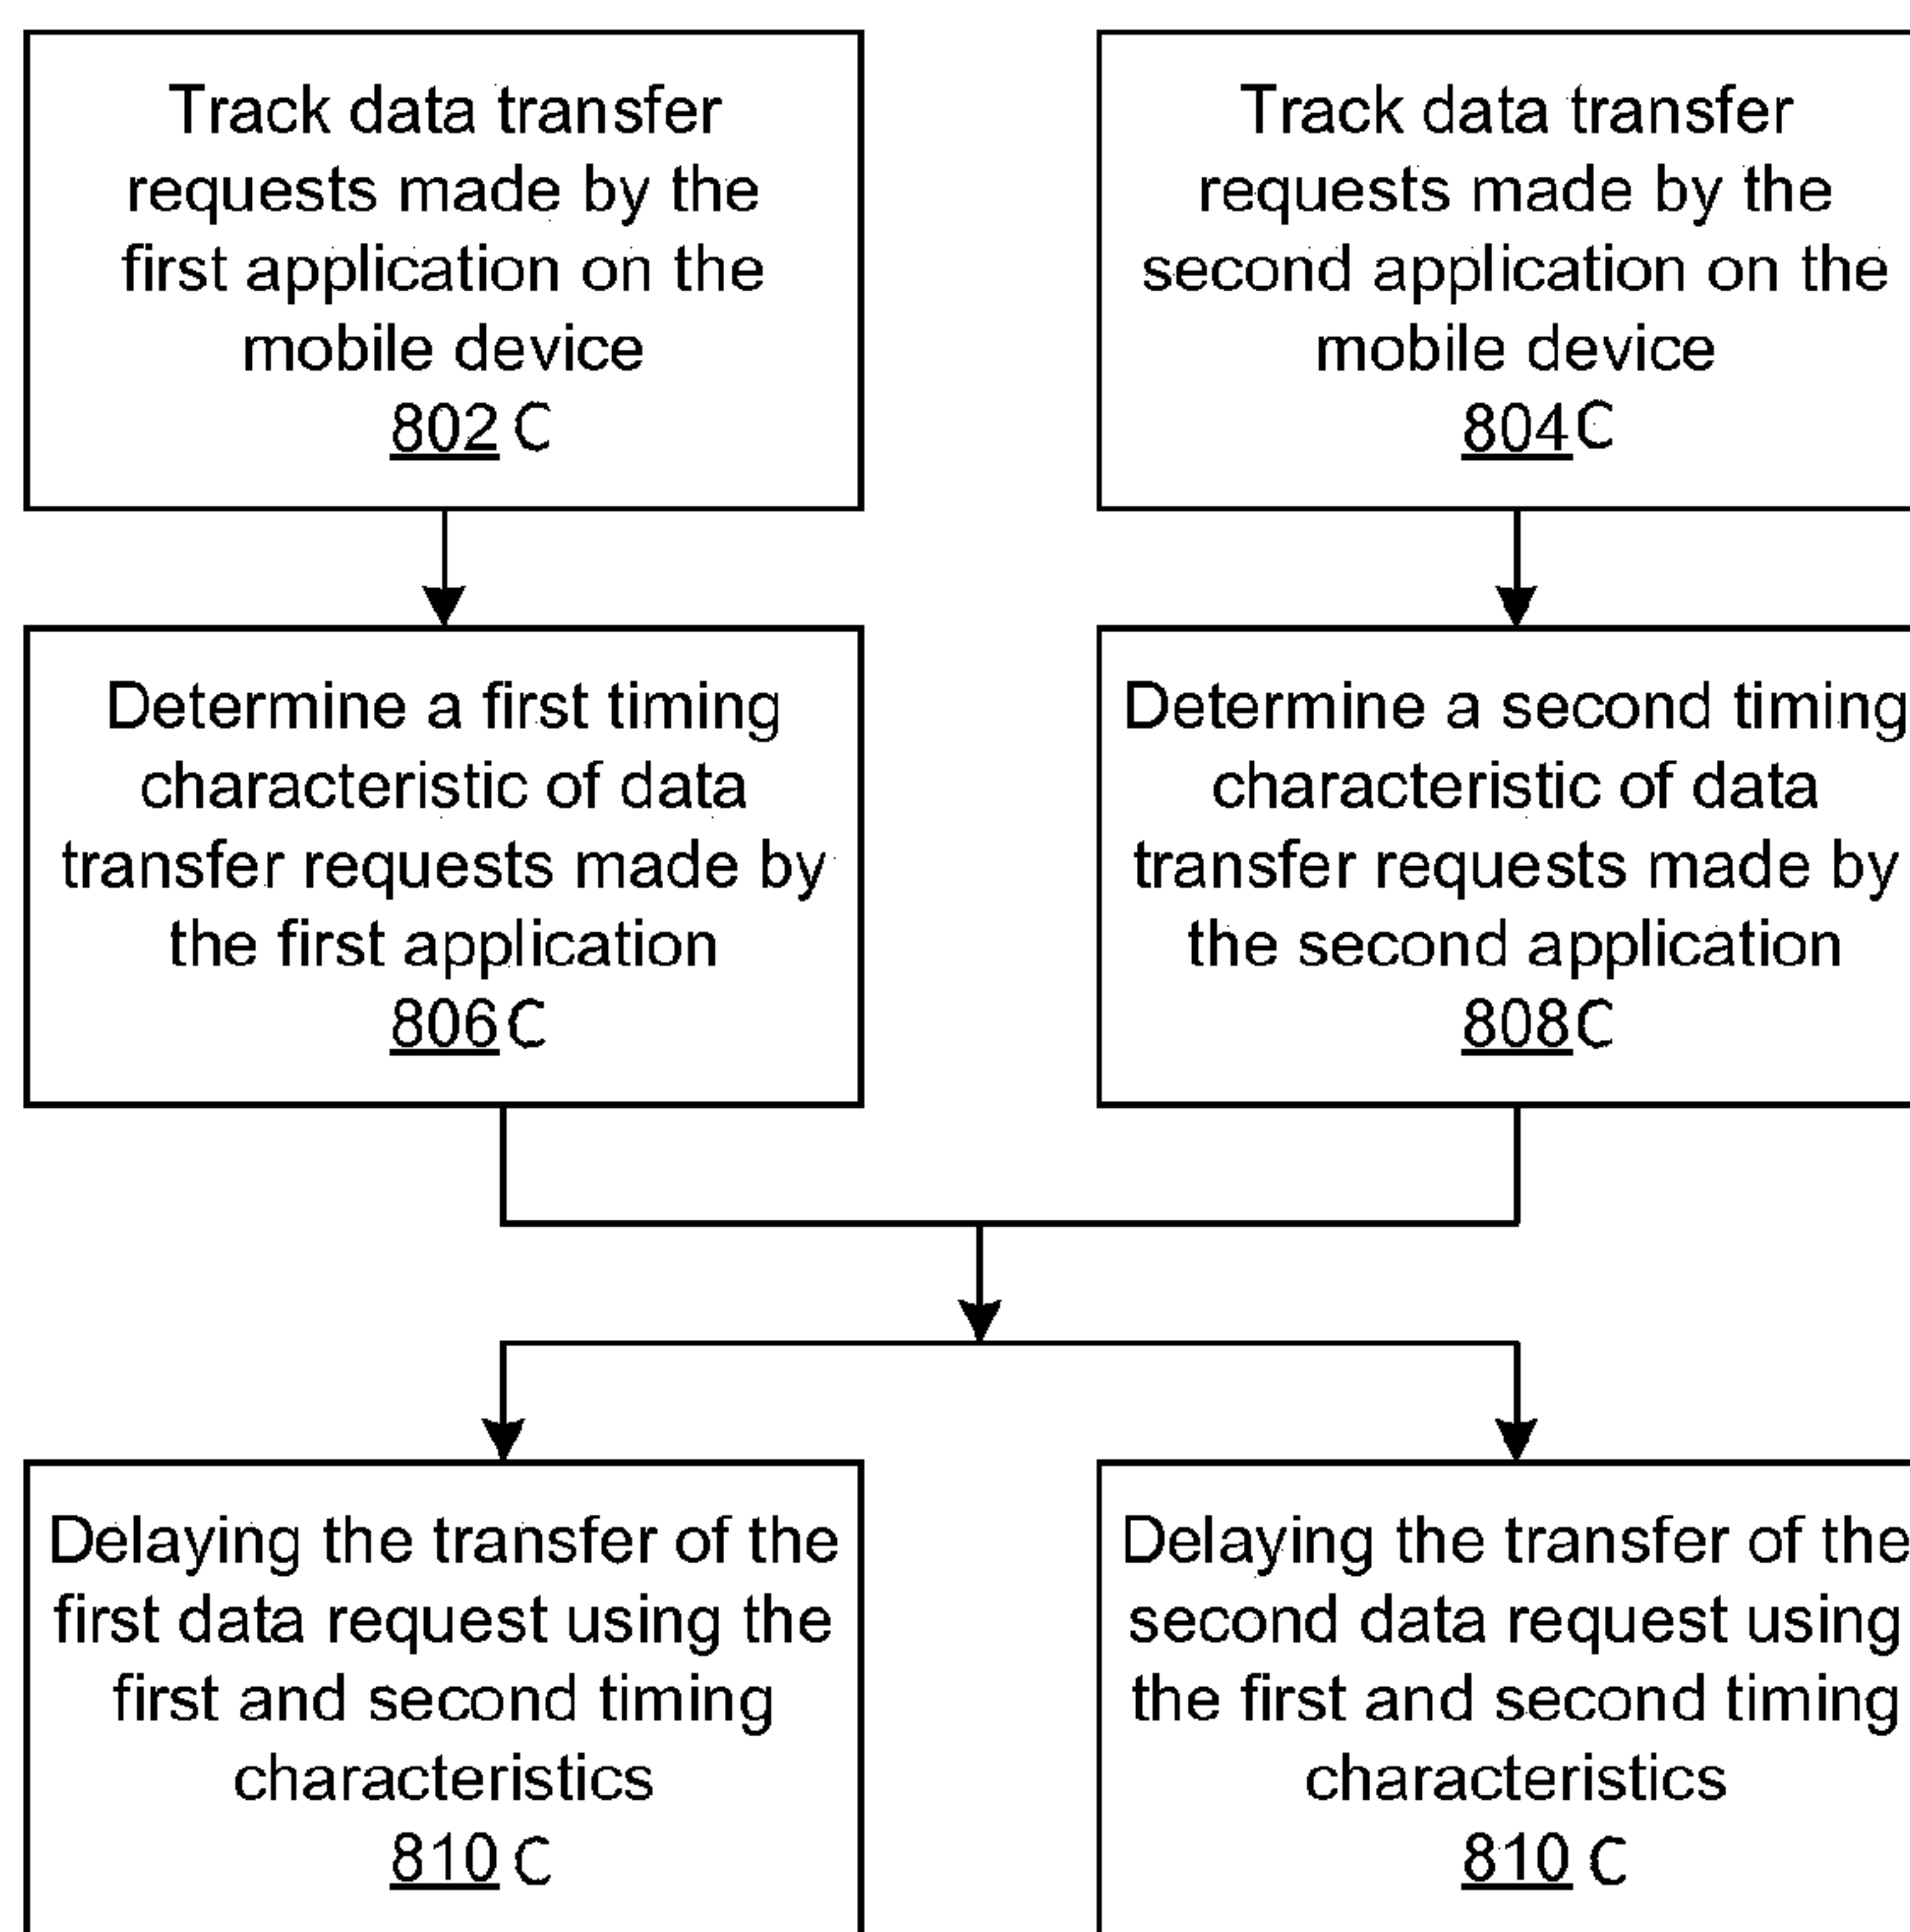 Track data transfer
requests made by the
first application on the
mobile device
802 C
Track data transfer
requests made by the
second application on the
mobile device
804 C
Determine a first timing
characteristic of data
transfer requests made by
the first application
806 C
Determine a second timing
characteristic of data
transfer requests made by
the second application
808 C
Delaying the transfer of the
first data request using the
first and second timing
characteristics
810 C
Delaying the transfer of the
second data request using
the first and second timing
characteristics
810 C